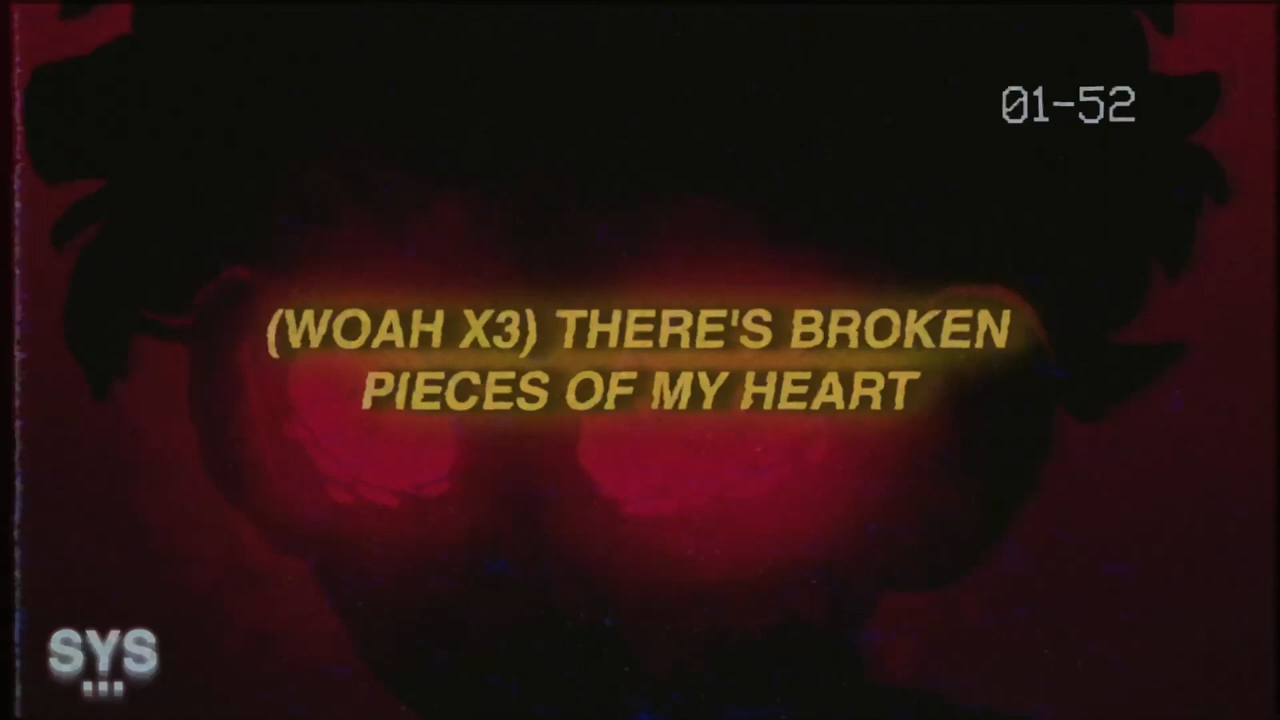 01-52
(WOAH X3) THERE'S BROKEN
PIECES OF MY HEART
SYS